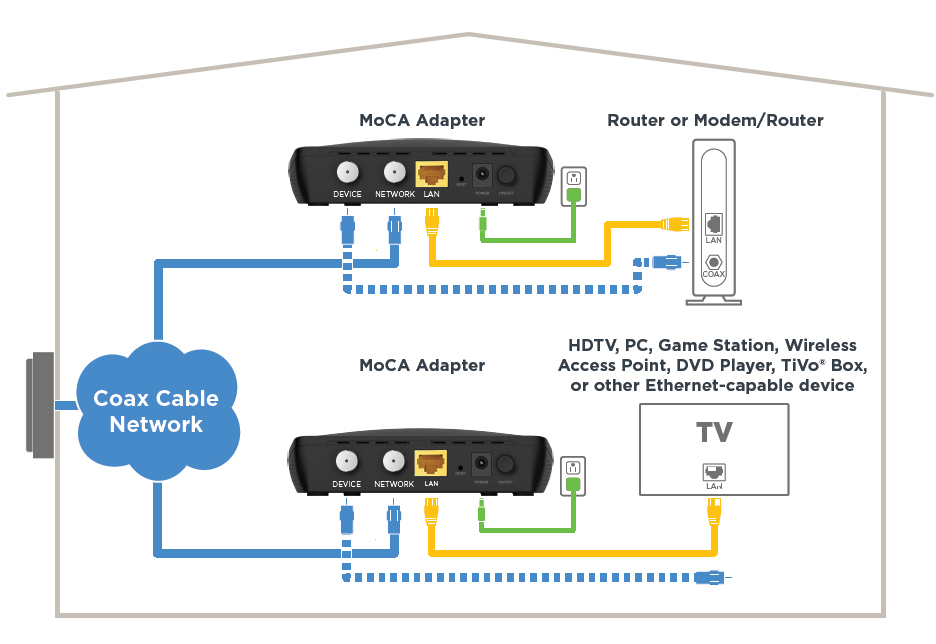 MoCA Adapter
Router or Modem/Router
DEVICE NETWORK LAN RESET POWER ON/OFF
LAN
COAX
Coax Cable
Network
MoCA Adapter
HDTV, PC, Game Station, Wireless
Access Point, DVD Player, TiVo® Box,
or other Ethernet-capable device
TV
LAN
DEVICE NETWORK LAN RESET POWER ON/OFF